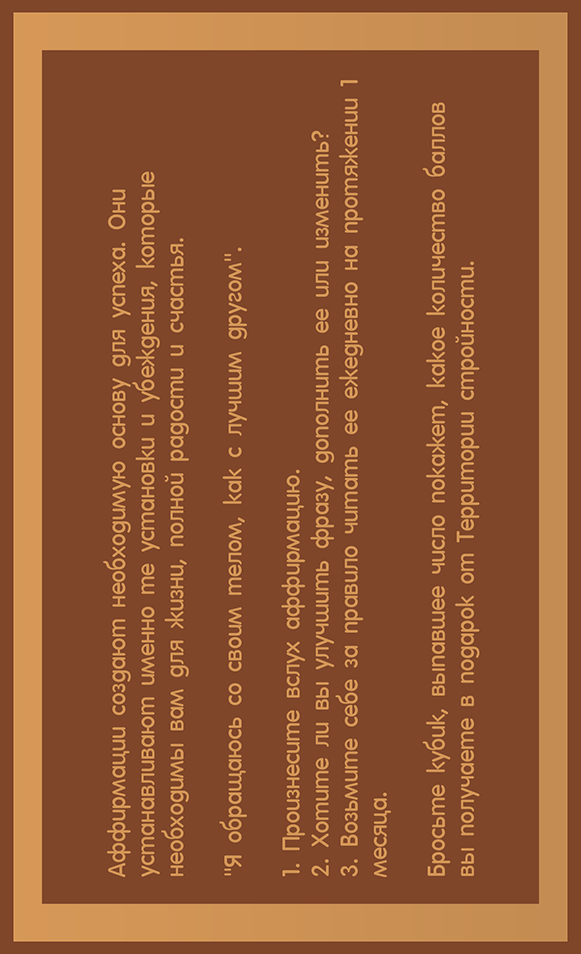 Аффирмации создают необходимую основу для успеха. Они
устанавливают именно те установки и убеждения, которые
необходимы вам для жизни, полной радости и счастья.
"Я обращаюсь со своим телом, как с лучшим другом".
1. Произнесите вслух аффирмацию.
2. Хотите ли вы улучшить фразу, дополнить ее или изменить?
3. Возьмите себе за правило читать ее ежедневно на протяжении 1
месяца.
Бросьте кубик, выпавшее число покажет, какое количество баллов
вы получаете в подарок от Территории стройности.